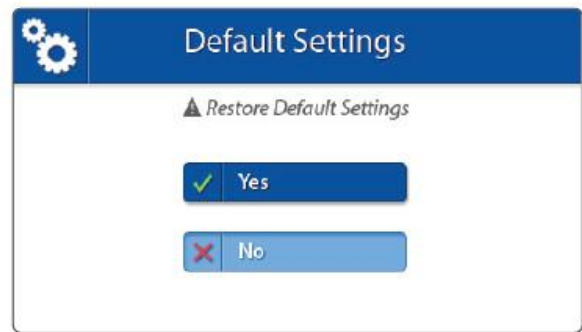 Default Settings
Restore Default Settings
Yes
No